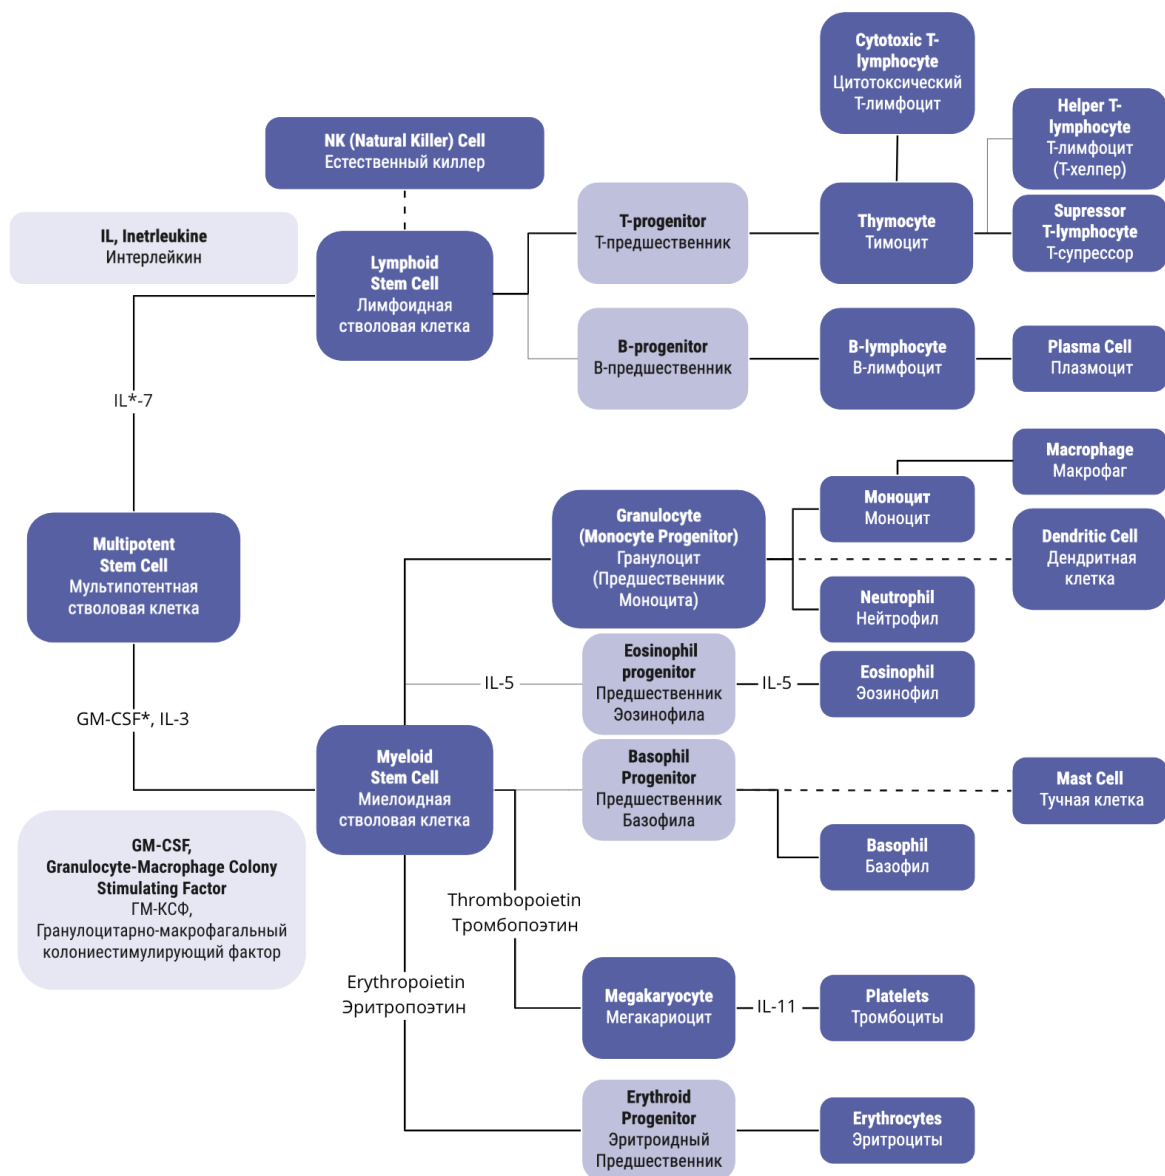 Cytotoxic T-
lymphocyte
Цитотоксический
Т-лимфоцит
Helper T-
lymphocyte
Т-лимфоцит
(Т-хелпер)
NK (Natural Killer) Cell
Естественный киллер
T-progenitor
Т-предшественник
Thymocyte
Тимоцит
Supressor
T-lymphocyte
Т-супрессор
IL, Inetrleukine
Интерлейкин
Lymphoid
Stem Cell
Лимфоидная
стволовая клетка
B-progenitor
В-предшественник
B-lymphocyte
В-лимфоцит
Plasma Cell
Плазмоцит
IL*-7
Macrophage
Макрофаг
Моноцит
Моноцит
Granulocyte
(Monocyte Progenitor)
Гранулоцит
(Предшественник
Моноцита)
Dendritic Cell
Дендритная
клетка
Multipotent
Stem Cell
Мультипотентная
стволовая клетка
Neutrophil
Нейтрофил
IL-5
Eosinophil
progenitor
Предшественник
Эозинофила
IL-5
Eosinophil
Эозинофил
GM-CSF*, IL-3
Myeloid
Stem Cell
Миелоидная
стволовая клетка
Basophil
Progenitor
Предшественник
Базофила
Mast Cell
Тучная клетка
Basophil
Базофил
GM-CSF,
Granulocyte-Macrophage Colony
Stimulating Factor
ГМ-КСФ,
Гранулоцитарно-макрофагальный
колониестимулирующий фактор
Thrombopoietin
Тромбопоэтин
Erythropoietin
Эритропоэтин
Megakaryocyte
Мегакариоцит
IL-11
Platelets
Тромбоциты
Erythroid
Progenitor
Эритроидный
Предшественник
Erythrocytes
Эритроциты